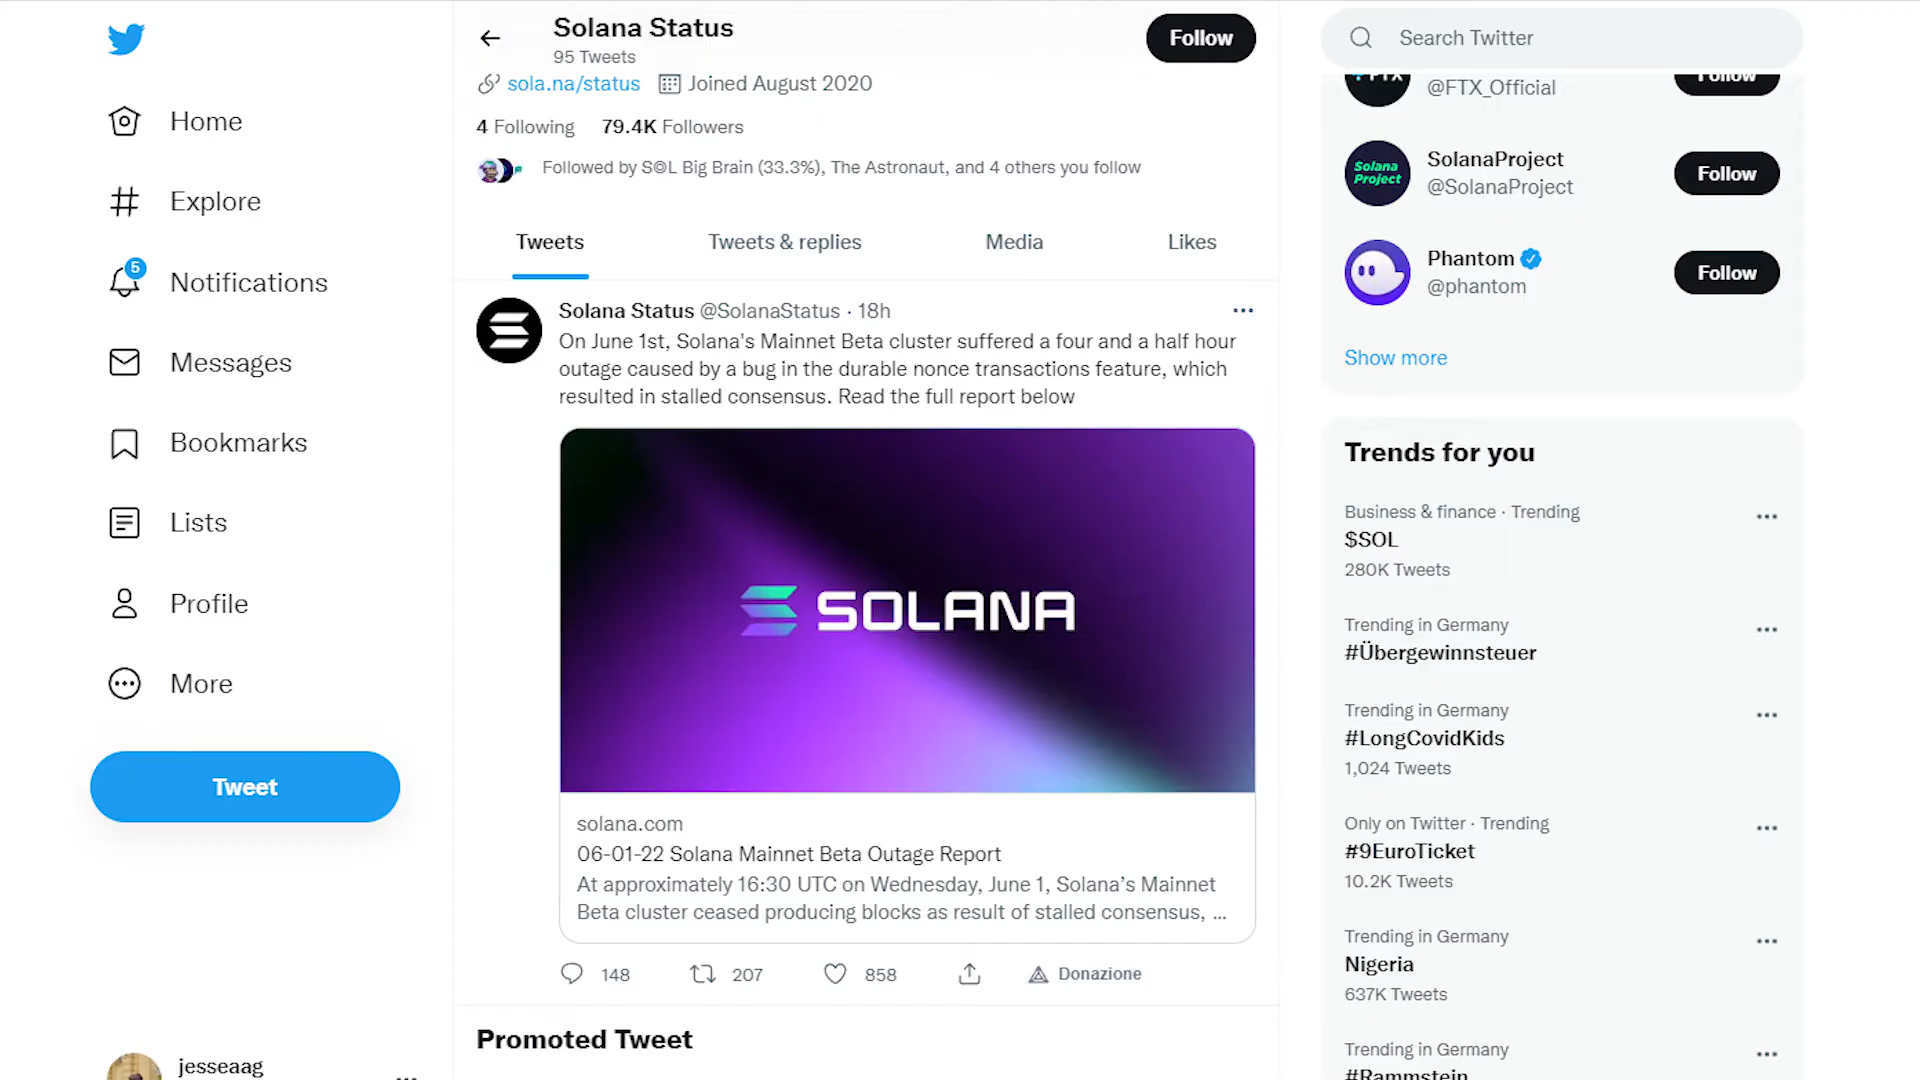 Home
Explore
5
Notifications
Messages
Bookmarks
Lists
Profile
More
Tweet
jesseaag
Solana Status
95 Tweets
Follow
sola.na/status Joined August 2020
4 Following 79.4K Followers
Followed by S◎L Big Brain (33.3%), The Astronaut, and 4 others you follow
Tweets Tweets & replies Media Likes
Solana Status @SolanaStatus · 18h
On June 1st, Solana's Mainnet Beta cluster suffered a four and a half hour
outage caused by a bug in the durable nonce transactions feature, which
resulted in stalled consensus. Read the full report below
SOLANA
solana.com
06-01-22 Solana Mainnet Beta Outage Report
At approximately 16:30 UTC on Wednesday, June 1, Solana’s Mainnet
Beta cluster ceased producing blocks as result of stalled consensus, ...
148 207 858 Donazione
Promoted Tweet
Search Twitter
FTX
@FTX_Official
Follow
Solana
Project
SolanaProject
@SolanaProject
Follow
Phantom
@phantom
Follow
Show more
Trends for you
Business & finance · Trending
$SOL
280K Tweets
Trending in Germany
#Übergewinnsteuer
Trending in Germany
#LongCovidKids
1,024 Tweets
Only on Twitter · Trending
#9EuroTicket
10.2K Tweets
Trending in Germany
Nigeria
637K Tweets
Trending in Germany
#Rammstein